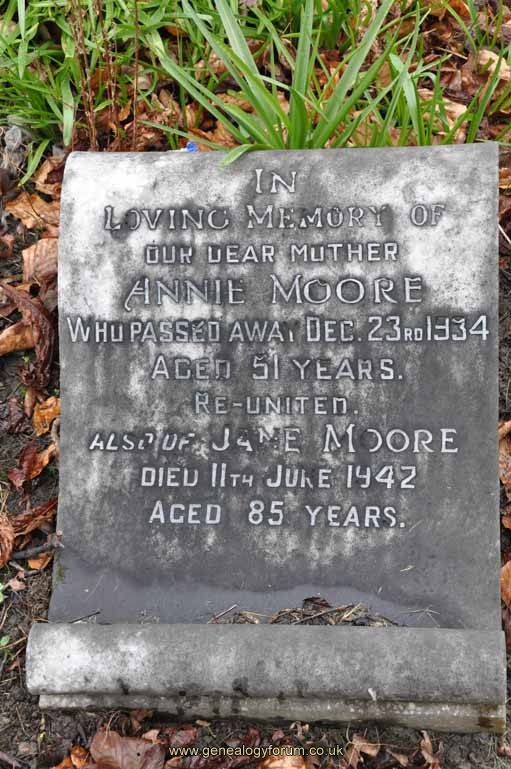 IN
LOVING MEMORY OF
OUR DEAR MOTHER
ANNIE MOORE
WHO PASSED AWAY DEC. 23RD 1934
AGED 51 YEARS.
RE-UNITED.
ALSO OF JANE MOORE
DIED 11TH JUNE 1942
AGED 85 YEARS.
www.genealogyforum.co.uk